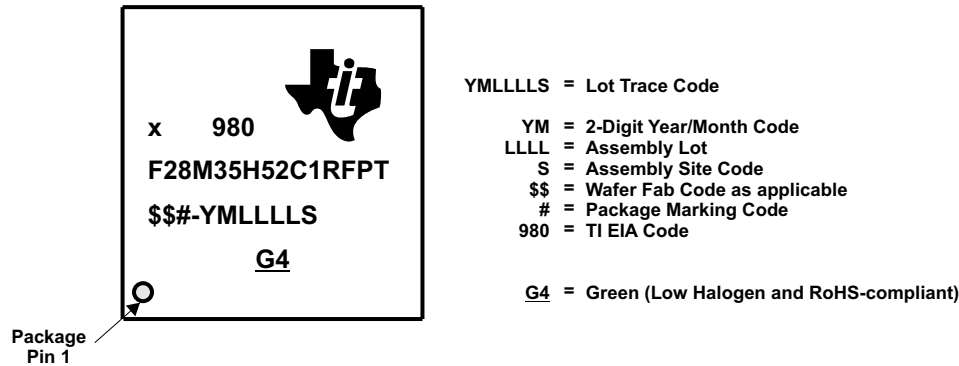 x 980
F28M35H52C1RFPT
$$#-YMLLLLS
G4
Package
Pin 1
YMLLLLS = Lot Trace Code
YM = 2-Digit Year/Month Code
LLLL = Assembly Lot
S = Assembly Site Code
$$ = Wafer Fab Code as applicable
# = Package Marking Code
980 = TI EIA Code
G4 = Green (Low Halogen and RoHS-compliant)